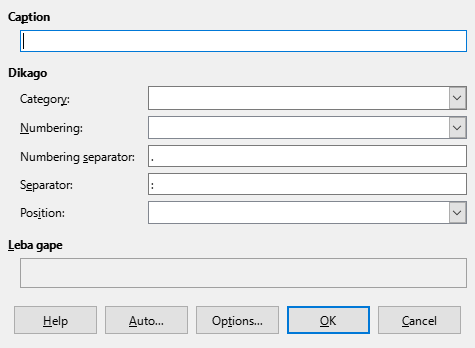 Caption
Dikago
Category:
Numbering:
Numbering separator: .
Separator: :
Position:
Leba gape
Help Auto... Options... OK Cancel